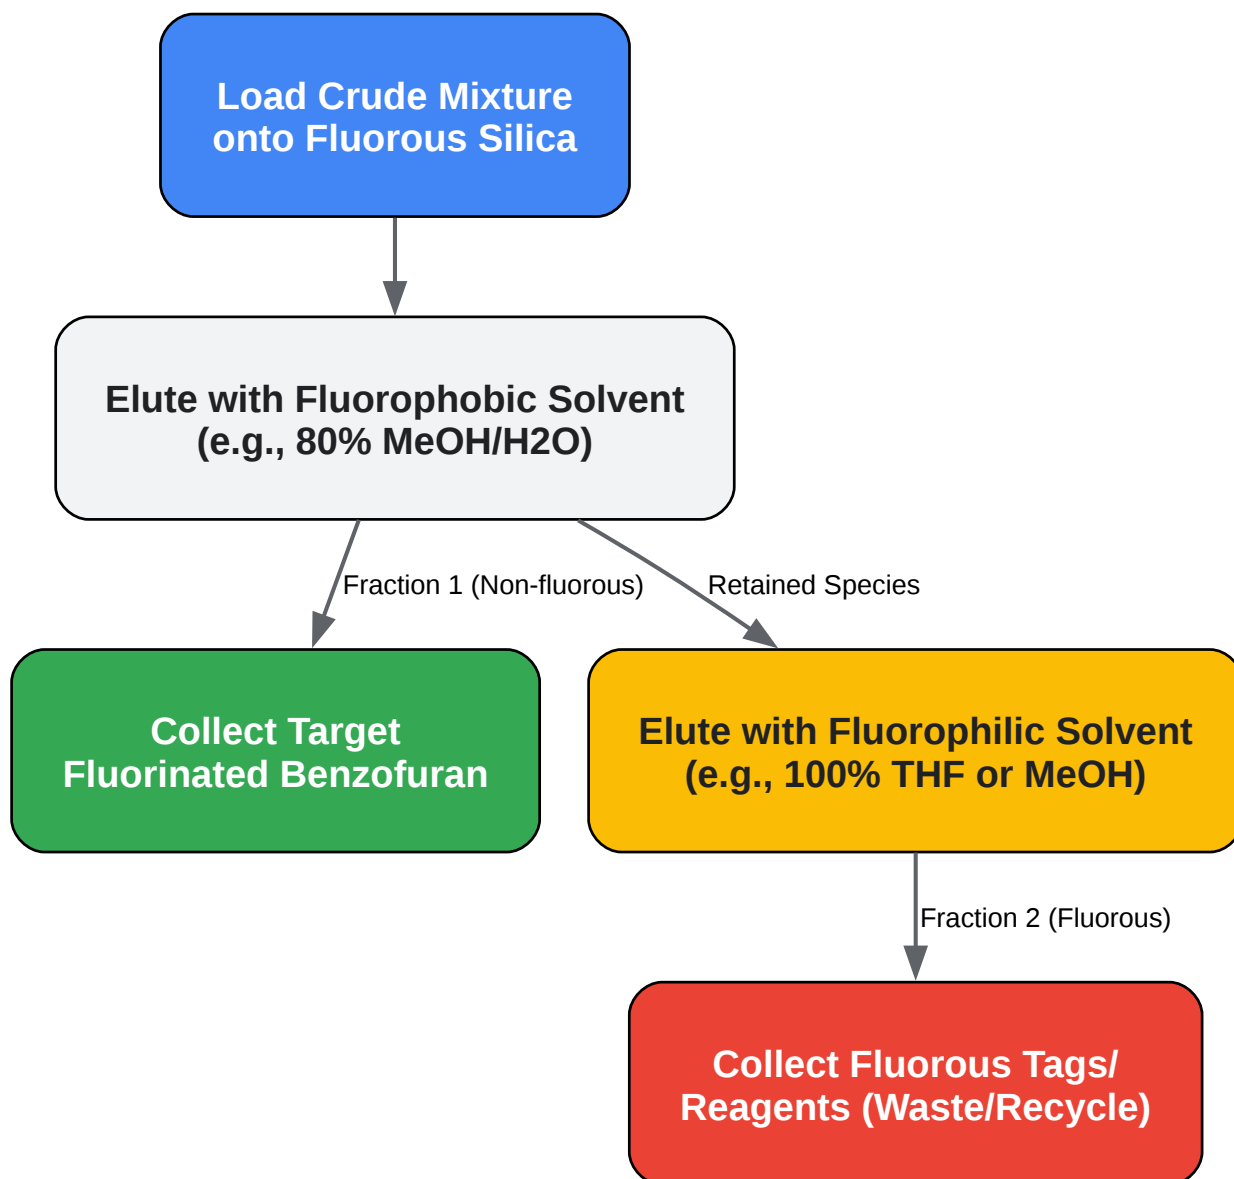 Load Crude Mixture
onto Fluorous Silica
Elute with Fluorophobic Solvent
(e.g., 80% MeOH/H2O)
Fraction 1 (Non-fluorous)
Retained Species
Collect Target
Fluorinated Benzofuran
Elute with Fluorophilic Solvent
(e.g., 100% THF or MeOH)
Fraction 2 (Fluorous)
Collect Fluorous Tags/
Reagents (Waste/Recycle)